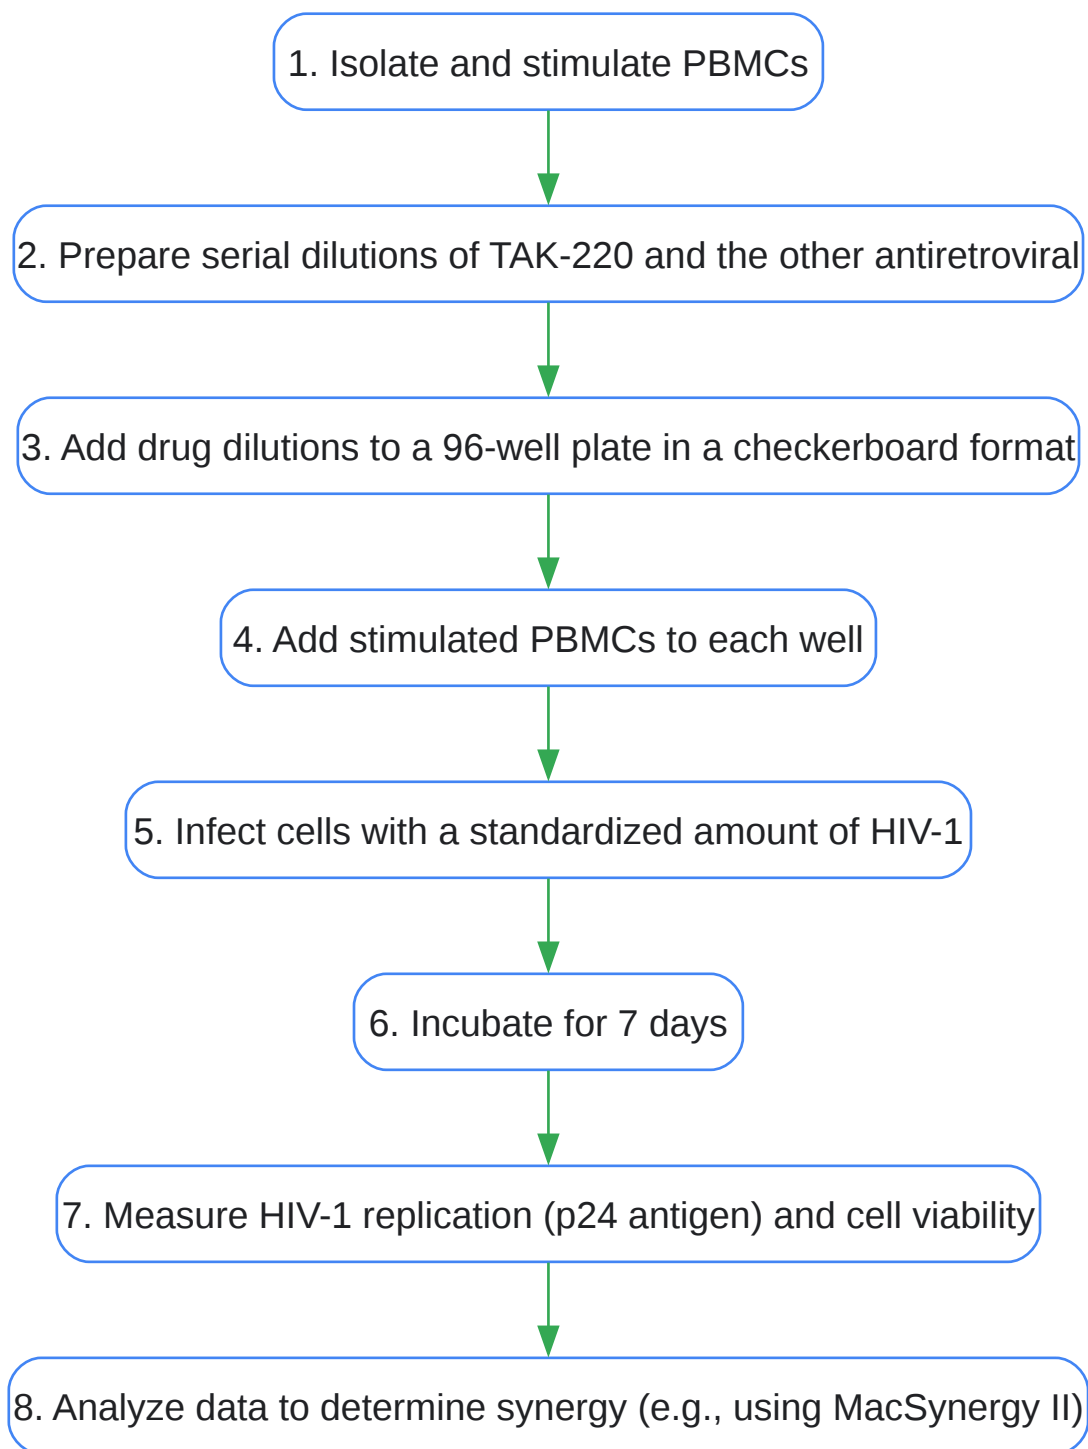 1. Isolate and stimulate PBMCs
2. Prepare serial dilutions of TAK-220 and the other antiretroviral
3. Add drug dilutions to a 96-well plate in a checkerboard format
4. Add stimulated PBMCs to each well
5. Infect cells with a standardized amount of HIV-1
6. Incubate for 7 days
7. Measure HIV-1 replication (p24 antigen) and cell viability
8. Analyze data to determine synergy (e.g., using MacSynergy II)